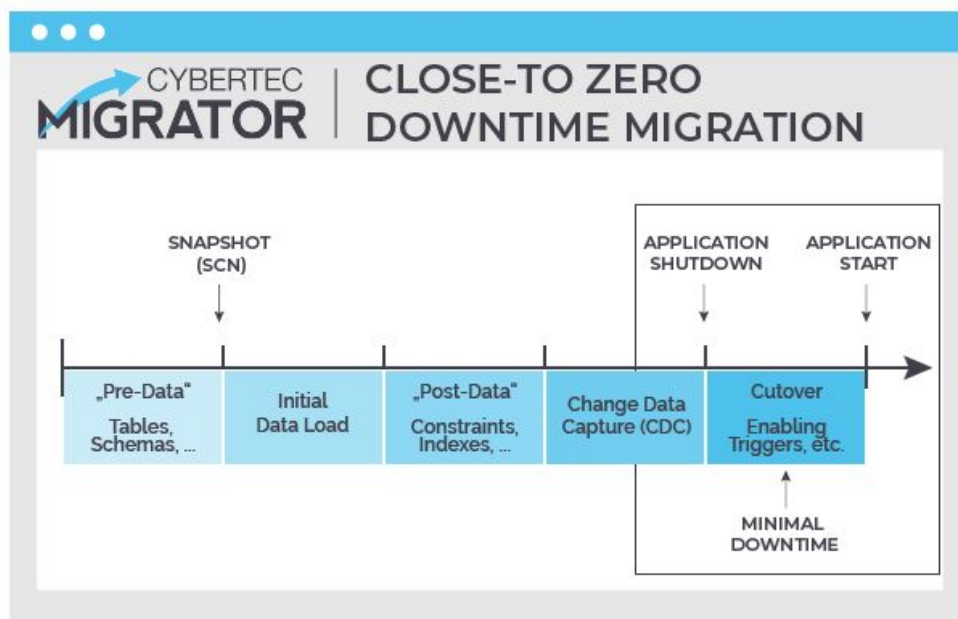 CYBERTEC
MIGRATOR
CLOSE-TO ZERO
DOWNTIME MIGRATION
SNAPSHOT
(SCN)
APPLICATION
SHUTDOWN
APPLICATION
START
„Pre-Data“
Tables,
Schemas, ...
Initial
Data Load
„Post-Data“
Constraints,
Indexes, ...
Change Data
Capture (CDC)
Cutover
Enabling
Triggers, etc.
MINIMAL
DOWNTIME